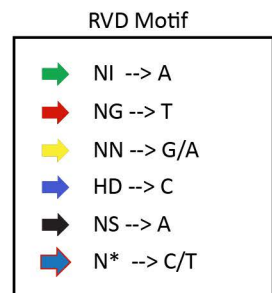 RVD Motif
NI --> A
NG --> T
NN --> G/A
HD --> C
NS --> A
N* --> C/T